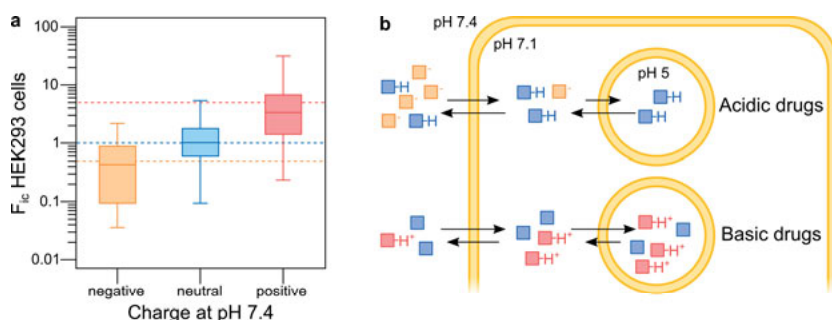 a
100
10
1
0.1
0.01
Fic HEK293 cells
negative
neutral
positive
Charge at pH 7.4
b
pH 7.4
pH 7.1
pH 5
-
H
-
-
-
H
H
-
H
H
H
Acidic drugs
H+
H+
H+
H+
H+
H+
Basic drugs